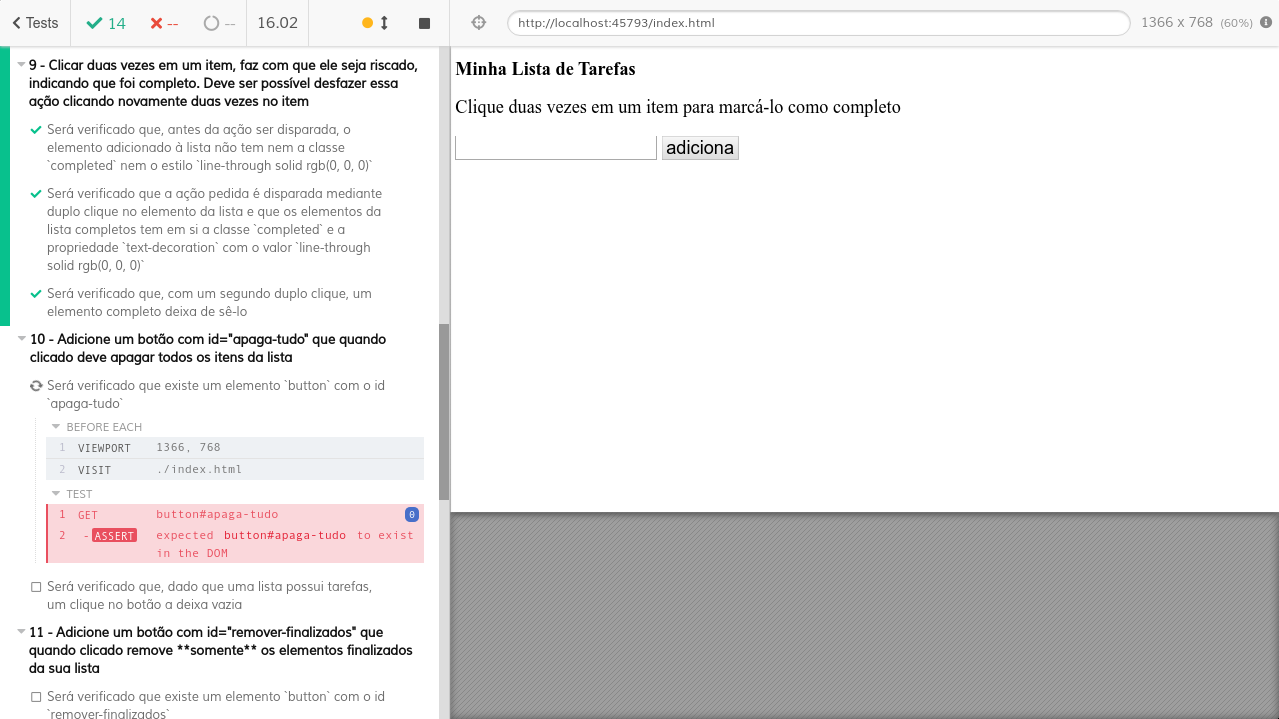 Tests 14 -- -- 16.02 http://localhost:45793/index.html 1366 x 768 (60%)
9 - Clicar duas vezes em um item, faz com que ele seja riscado,
indicando que foi completo. Deve ser possível desfazer essa
ação clicando novamente duas vezes no item
Será verificado que, antes da ação ser disparada, o
elemento adicionado à lista não tem nem a classe
`completed` nem o estilo `line-through solid rgb(0, 0, 0)`
Será verificado que a ação pedida é disparada mediante
duplo clique no elemento da lista e que os elementos da
lista completos tem em si a classe `completed` e a
propriedade `text-decoration` com o valor `line-through
solid rgb(0, 0, 0)`
Será verificado que, com um segundo duplo clique, um
elemento completo deixa de sê-lo
10 - Adicione um botão com id="apaga-tudo" que quando
clicado deve apagar todos os itens da lista
Será verificado que existe um elemento `button` com o id
`apaga-tudo`
BEFORE EACH
1 VIEWPORT 1366, 768
2 VISIT ./index.html
TEST
1 GET button#apaga-tudo 0
2 -ASSERT expected button#apaga-tudo to exist
in the DOM
Será verificado que, dado que uma lista possui tarefas,
um clique no botão a deixa vazia
11 - Adicione um botão com id="remover-finalizados" que
quando clicado remove **somente** os elementos finalizados
da sua lista
Será verificado que existe um elemento `button` com o id
`remover-finalizados`
Minha Lista de Tarefas
Clique duas vezes em um item para marcá-lo como completo
adiciona